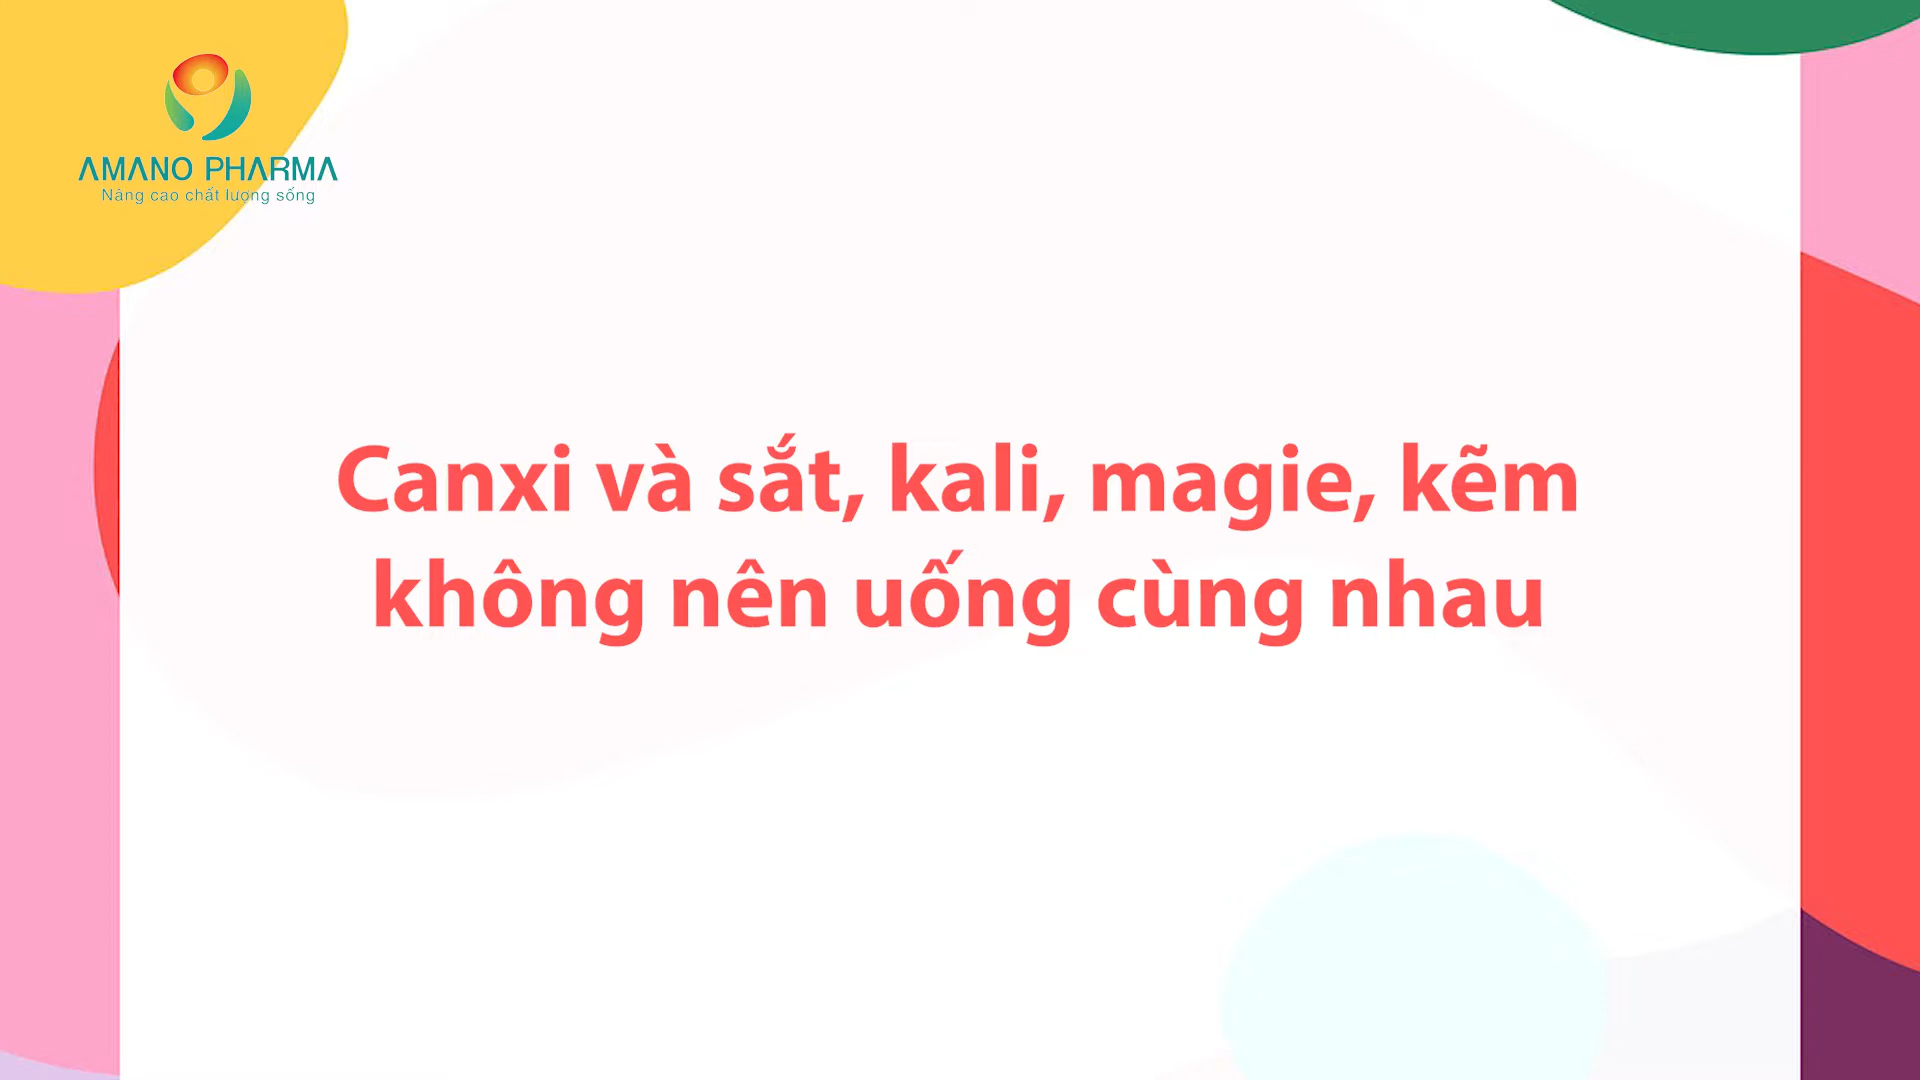 AMANO PHARMA
Nâng cao chất lượng sống
Canxi và sắt, kali, magie, kẽm
không nên uống cùng nhau